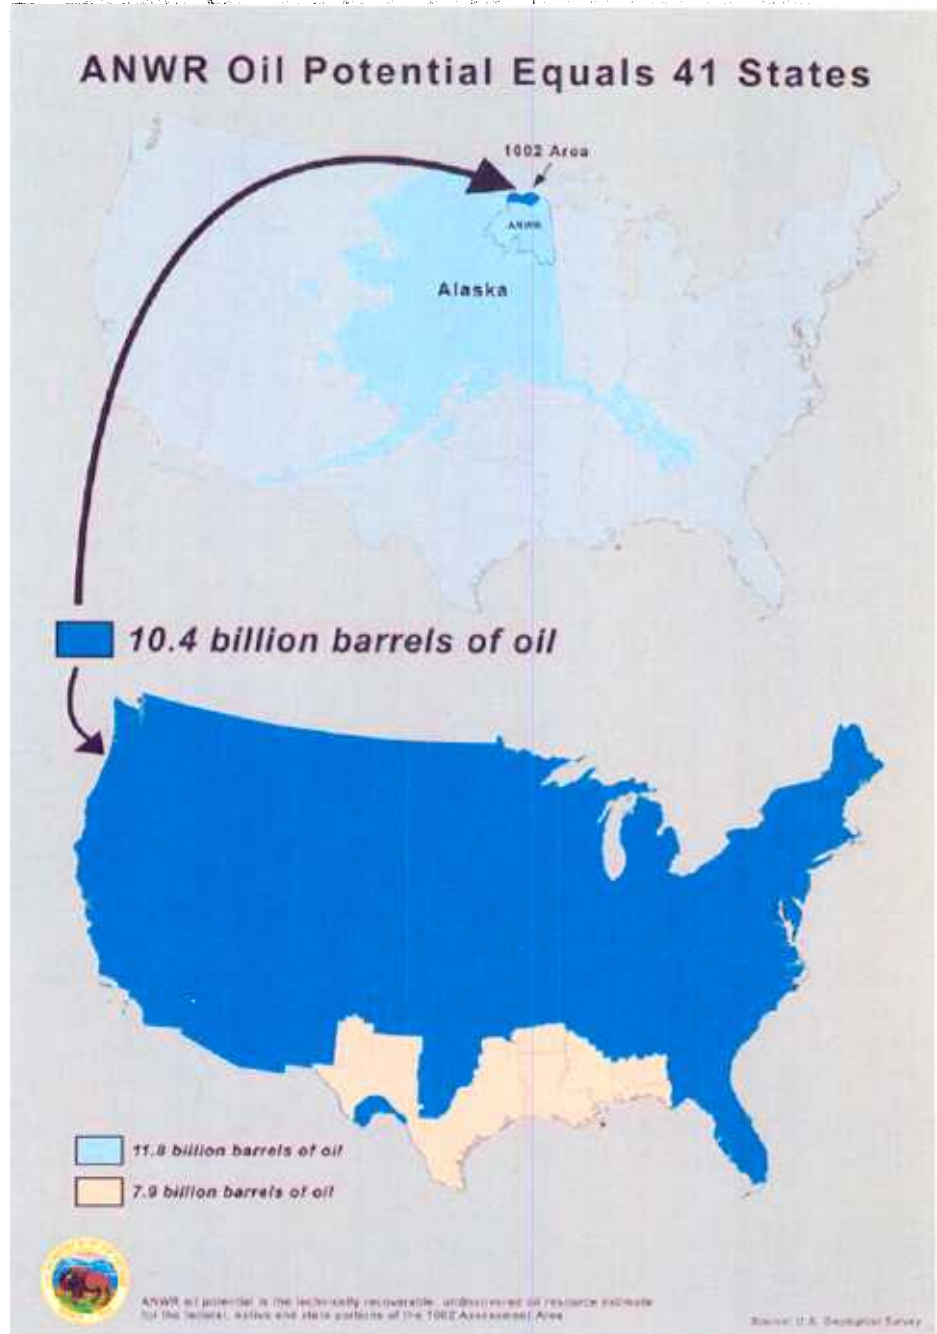 ANWR Oil Potential Equals 41 States
1002 Area
ANWR
Alaska
10.4 billion barrels of oil
11.8 billion barrels of oil
7.9 billion barrels of oil
ANWR oil potential is the technically recoverable, undiscovered oil resource estimate
for the federal, native and state portions of the 1002 Assessment Area
Source: U.S. Geological Survey